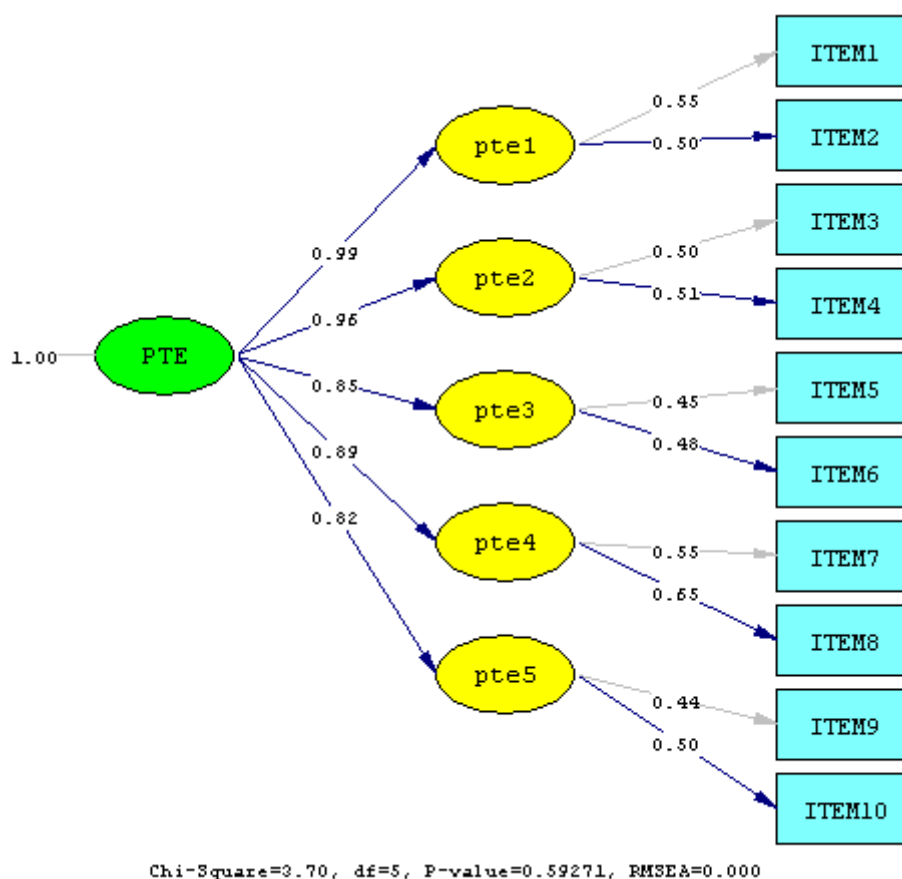 ITEM1
0.55
pte1
0.50
ITEM2
ITEM3
0.99
0.50
pte2
0.51
ITEM4
0.96
1.00
PTE
0.85
pte3
0.45
ITEM5
0.48
ITEM6
0.89
0.82
pte4
0.55
ITEM7
0.65
ITEM8
pte5
0.44
ITEM9
0.50
ITEM10
Chi-Square=3.70, df=5, P-value=0.59271, RMSEA=0.000